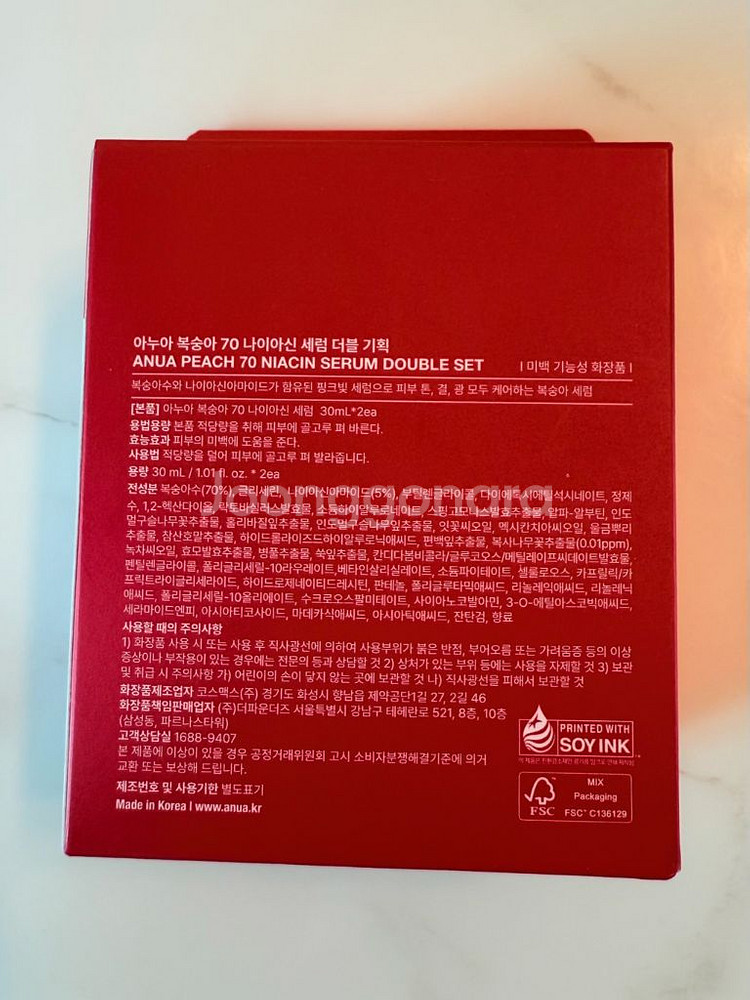 아누아 복숭아 70 나이아신 세럼 더블 기획
ANUA PEACH 70 NIACIN SERUM DOUBLE SET
I 미백 기능성 화장품 I
복숭아수와 나이아신아마이드가 함유된 핑크빛 세럼으로 피부 톤, 결, 광 모두 케어하는 복숭아 세럼
[본품] 아누아 복숭아 70 나이아신 세럼 30mL*2ea
용법용량 본품 적당량을 취해 피부에 골고루 펴 바른다.
효능효과 피부의 미백에 도움을 준다.
사용법 적당량을 덜어 피부에 골고루 펴 발라줍니다.
용량 30 mL / 1.01 fl. oz. * 2ea
전성분 복숭아수(70%), 글리세린, 나이아신아마이드(5%), 부틸렌글라이콜, 다이에톡시에틸석시네이트, 정제
수, 1,2-헥산다이올,
소듐하이알루로네이트,
알파-알부틴, 인도
멀구슬나무꽃추출물, 홀리바질잎추출물, 인도멀구슬나무잎추출물, 잇꽃씨오일, 멕시칸치아씨오일, 울금뿌리
추출물, 참산호말추출물, 하이드롤라이즈드하이알루로닉애씨드, 편백잎추출물, 복사나무꽃추출물(0.01ppm),
녹차씨오일, 효모발효추출물, 병풀추출물, 쑥잎추출물, 칸디다봄비콜라/글루코오스/메틸레이프씨데이트발효물,
펜틸렌글라이콜, 폴리글리세릴-10라우레이트, 베타인살리실레이트, 소듐파이테이트, 셀룰로오스, 카프릴릭/카
프릭트라이글리세라이드, 하이드로제네이티드레시틴, 판테놀, 폴리글루타믹애씨드, 리놀레익애씨드, 리놀레닉
애씨드, 폴리글리세릴-10올리에이트, 수크로오스팔미테이트, 사이아노코발아민, 3-O-에틸아스코빅애씨드,
세라마이드엔피, 아시아티코사이드, 마데카식애씨드, 아시아틱애씨드, 잔탄검, 향료
사용할 때의 주의사항
1) 화장품 사용 시 또는 사용 후 직사광선에 의하여 사용부위가 붉은 반점, 부어오름 또는 가려움증 등의 이상
증상이나 부작용이 있는 경우에는 전문의 등과 상담할 것 2) 상처가 있는 부위 등에는 사용을 자제할 것 3) 보관
및 취급 시 주의사항 가) 어린이의 손이 닿지 않는 곳에 보관할 것 나) 직사광선을 피해서 보관할 것
화장품제조업자 코스맥스(주) 경기도 화성시 향남읍 제약공단1길 27, 2길 46
화장품책임판매업자 (주)더파운더즈 서울특별시 강남구 테헤란로 521, 8층, 10층
(삼성동, 파르나스타워)
고객상담실 1688-9407
본 제품에 이상이 있을 경우 공정거래위원회 고시 소비자분쟁해결기준에 의거
교환 또는 보상해 드립니다.
제조번호 및 사용기한 별도표기
Made in Korea I www.anua.kr
PRINTED WITH
SOY INK
FSC
MIX
Packaging
FSC® C136129
Joonggonara